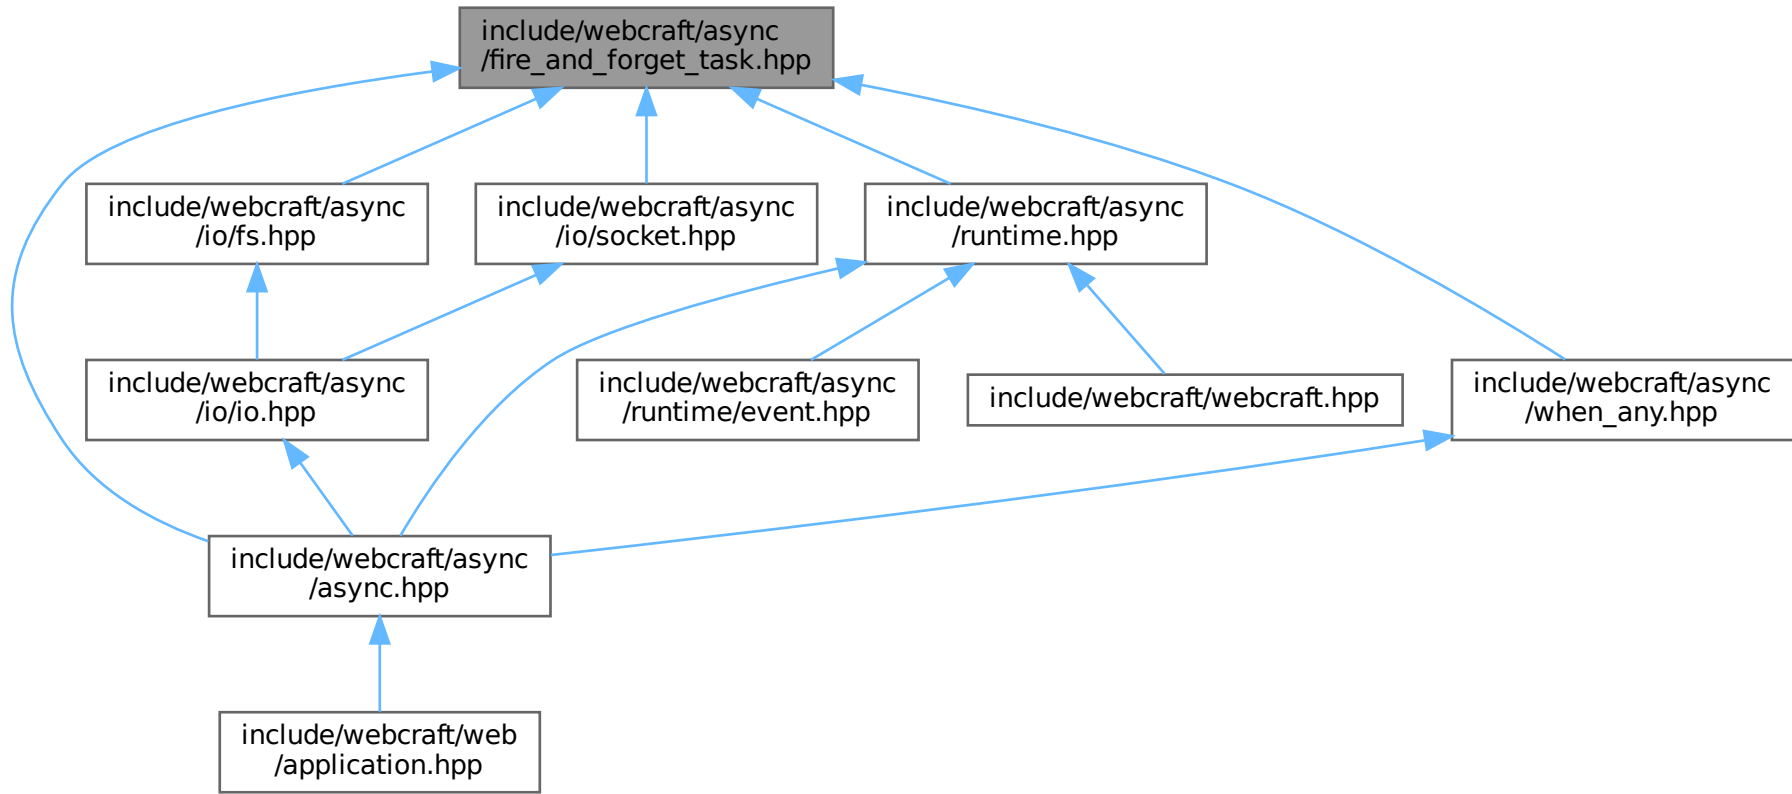 include/webcraft/async
/fire_and_forget_task.hpp
include/webcraft/async
/io/fs.hpp
include/webcraft/async
/io/socket.hpp
include/webcraft/async
/runtime.hpp
include/webcraft/async
/io/io.hpp
include/webcraft/async
/runtime/event.hpp
include/webcraft/webcraft.hpp
include/webcraft/async
/when_any.hpp
include/webcraft/async
/async.hpp
include/webcraft/web
/application.hpp